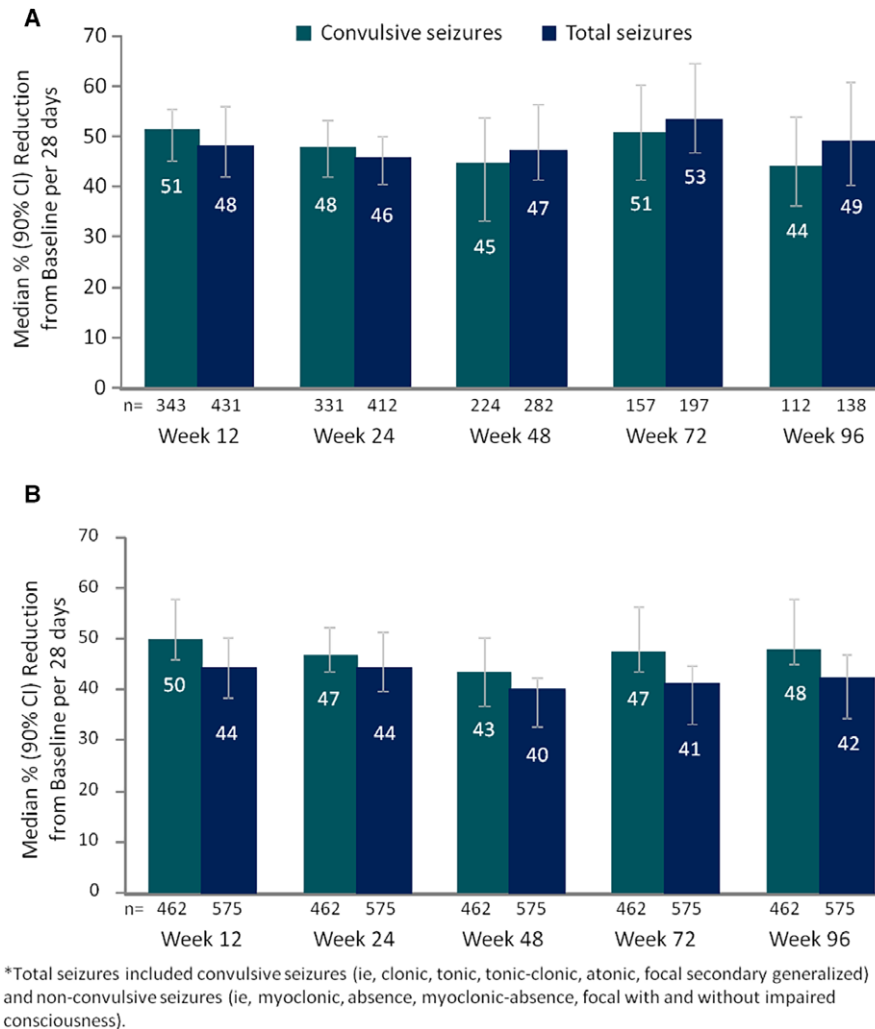 A
Convulsive seizures Total seizures
Median % (90% CI) Reduction
from Baseline per 28 days
70
60
50
40
30
20
10
0
51 48 48 46 45 47 51 53 44 49
n= 343 431 331 412 224 282 157 197 112 138
Week 12 Week 24 Week 48 Week 72 Week 96
B
Median % (90% CI) Reduction
from Baseline per 28 days
70
60
50
40
30
20
10
0
50 44 47 44 43 40 47 41 48 42
n= 462 575 462 575 462 575 462 575 462 575
Week 12 Week 24 Week 48 Week 72 Week 96
*Total seizures included convulsive seizures (ie, clonic, tonic, tonic-clonic, atonic, focal secondary generalized)
and non-convulsive seizures (ie, myoclonic, absence, myoclonic-absence, focal with and without impaired
consciousness).